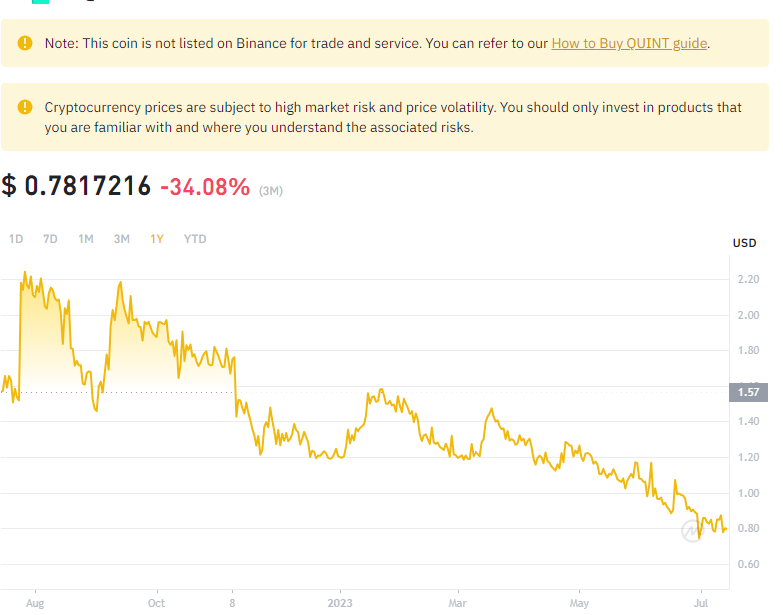 Note: This coin is not listed on Binance for trade and service. You can refer to our How to Buy QUINT guide.
Cryptocurrency prices are subject to high market risk and price volatility. You should only invest in products that
you are familiar with and where you understand the associated risks.
$ 0.7817216 -34.08% (3M)
1D 7D 1M 3M 1Y YTD
USD
2.20
2.00
1.80
1.57
1.40
1.20
1.00
0.80
0.60
Aug Oct 8 2023 Mar May Jul